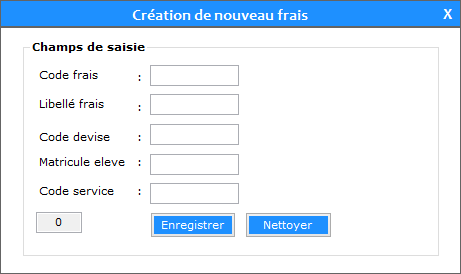 Création de nouveau frais X
Champs de saisie
Code frais :
Libellé frais :
Code devise :
Matricule eleve :
Code service :
0 Enregistrer Nettoyer